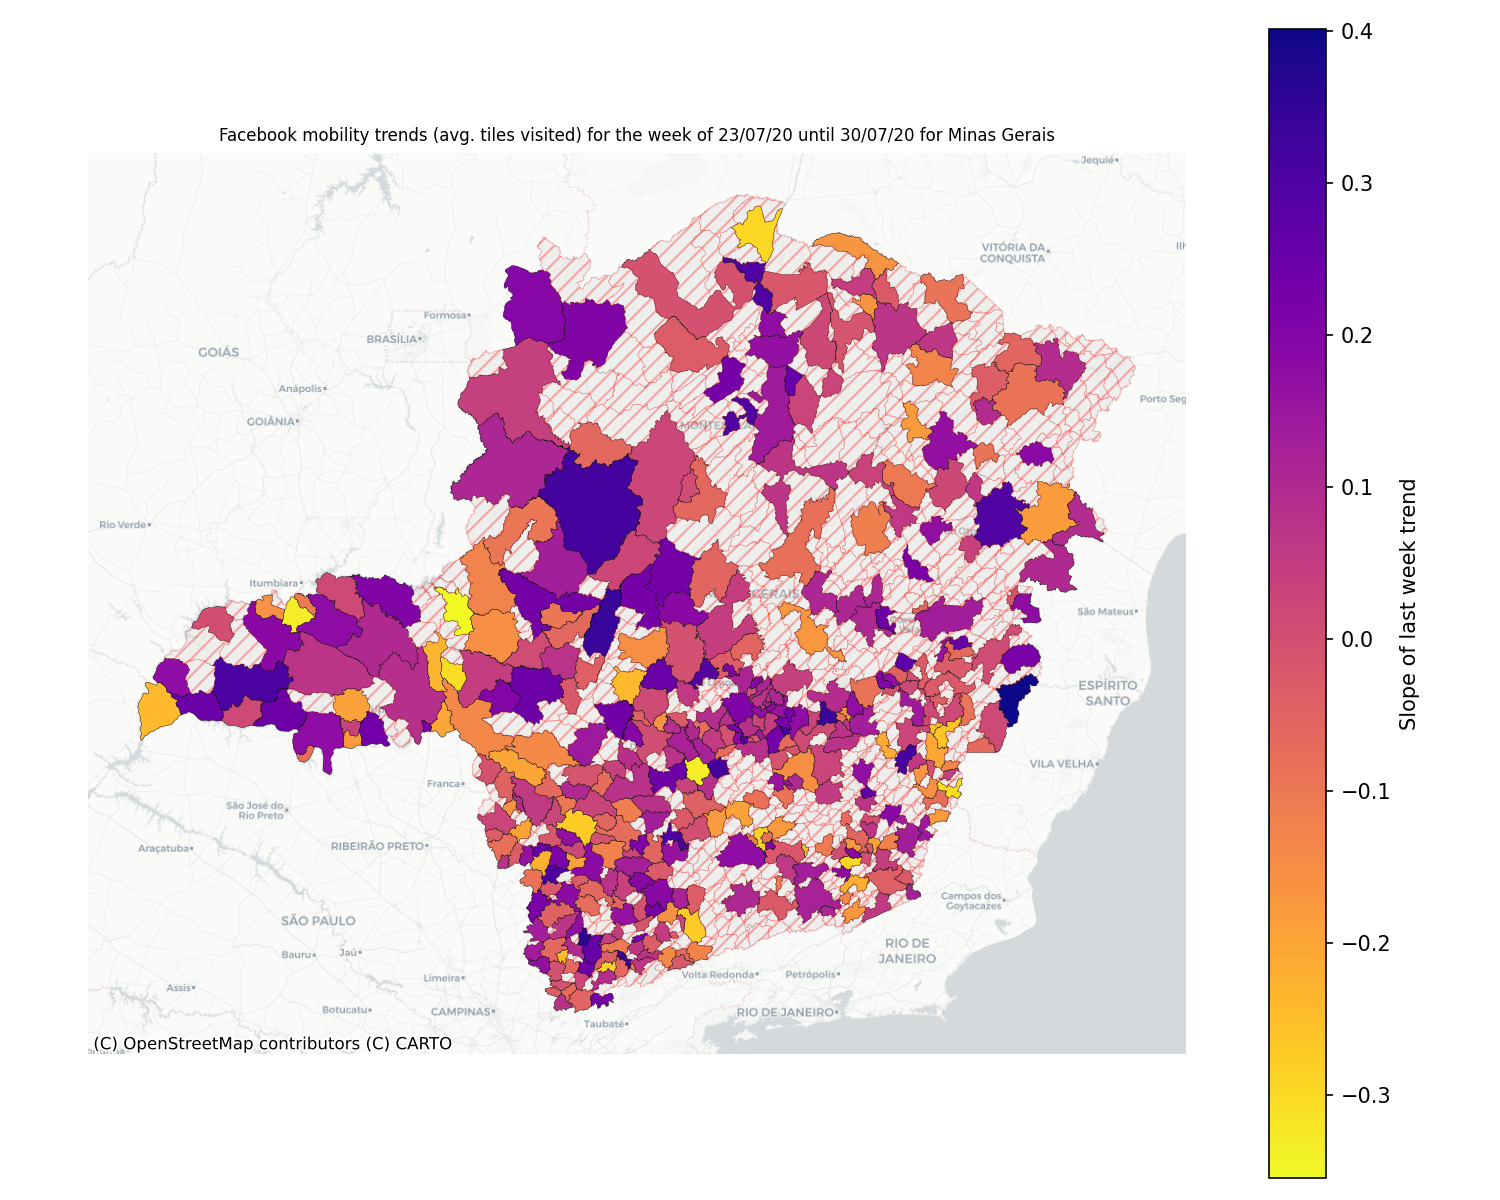 Facebook mobility trends (avg. tiles visited) for the week of 23/07/20 until 30/07/20 for Minas Gerais
Jequié
VITÓRIA DA
CONQUISTA
Formosa
BRASÍLIA
GOIÁS
Anápolis
GOIÂNIA
Porto Seg
Rio Verde
Itumbiara
GERAIS
São Mateus
ESPÍRITO
SANTO
VILA VELHA
Franca
São José do
Rio Preto
Araçatuba
RIBEIRÃO PRETO
Campos dos
Goytacazes
SÃO PAULO
Bauru
Jaú
RIO DE
JANEIRO
Limeira
Volta Redonda
Petrópolis
Assis
Botucatu
CAMPINAS
RIO DE JANEIRO
Taubaté
(C) OpenStreetMap contributors (C) CARTO
0.4
0.3
0.2
0.1
0.0
−0.1
−0.2
−0.3
Slope of last week trend